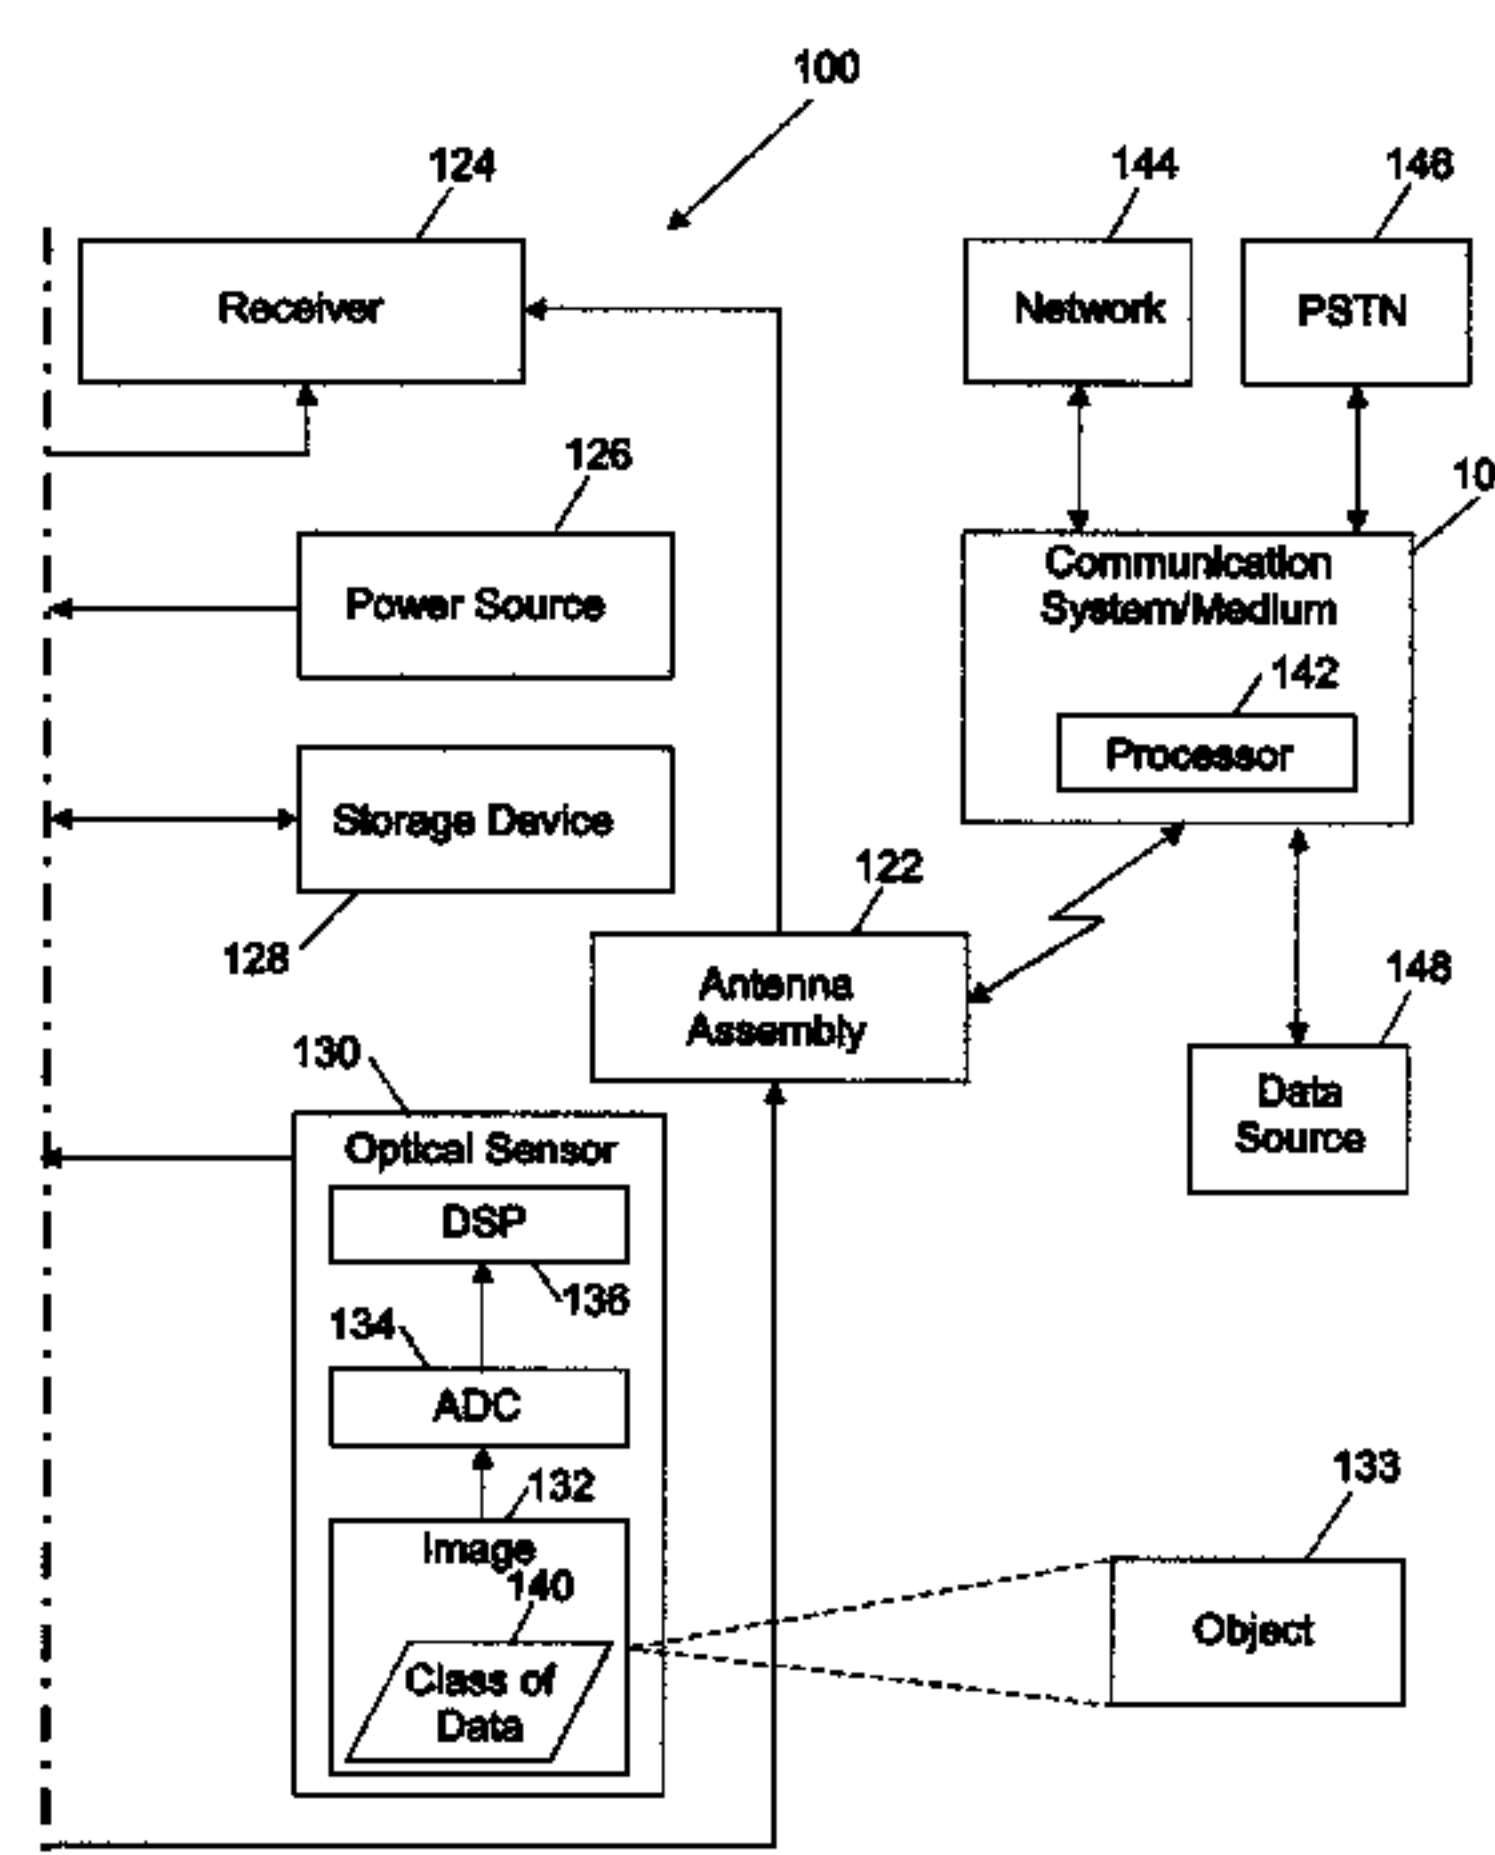 100
124
144
146
Receiver
Network
PSTN
126
10
Power Source
Communication
System/Medium
142
Processor
Storage Device
128
122
Antenna
Assembly
148
Data
Source
130
Optical Sensor
DSP
136
134
ADC
132
Image
140
Class of
Data
133
Object